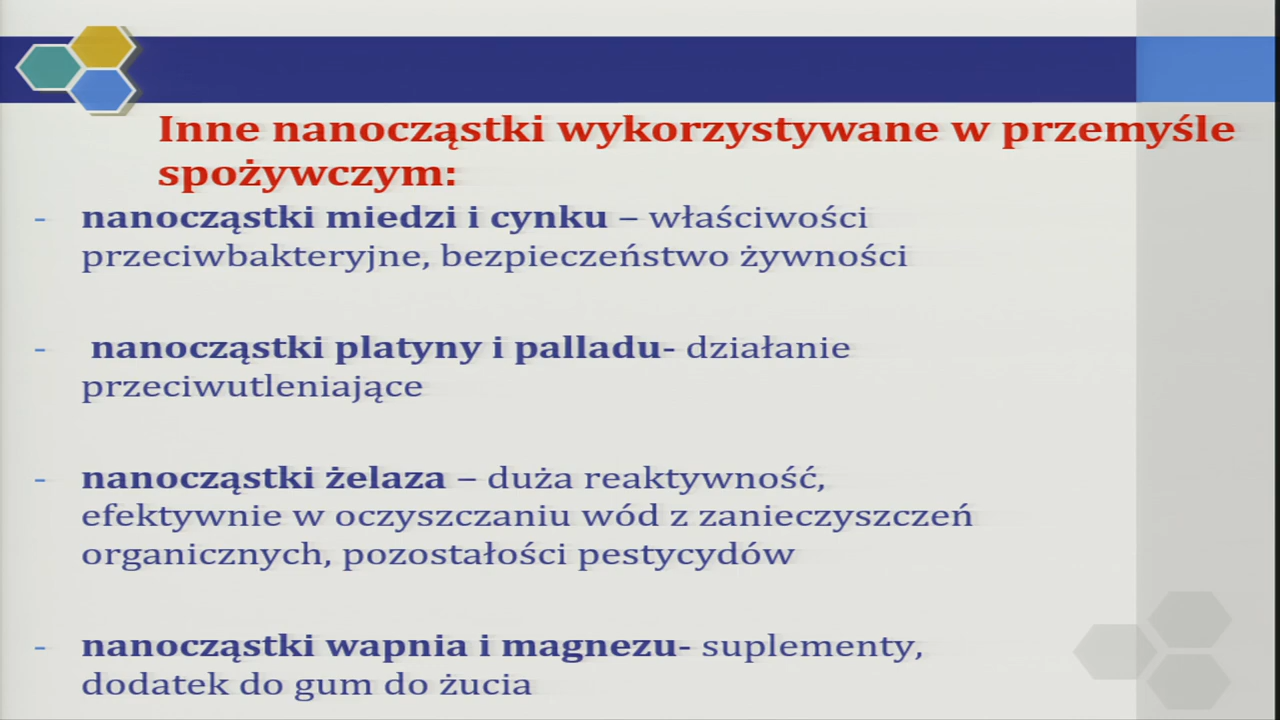 Inne nanocząstki wykorzystywane w przemyśle
spożywczym:
- nanocząstki miedzi i cynku – właściwości
przeciwbakteryjne, bezpieczeństwo żywności
- nanocząstki platyny i palladu- działanie
przeciwutleniające
- nanocząstki żelaza – duża reaktywność,
efektywnie w oczyszczaniu wód z zanieczyszczeń
organicznych, pozostałości pestycydów
- nanocząstki wapnia i magnezu- suplementy,
dodatek do gum do żucia